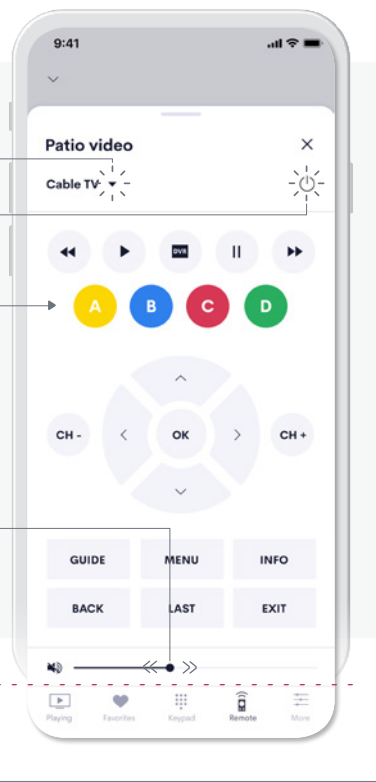 9:41
Patio video
Cable TV
DVR
A B C D
CH - OK CH +
GUIDE MENU INFO
BACK LAST EXIT
Playing Favorites Keypad Remote More